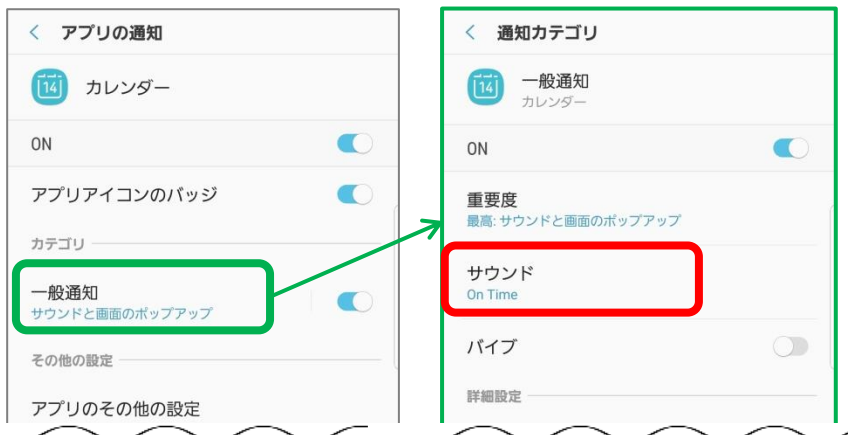 アプリの通知
14
カレンダー
ON
アプリアイコンのバッジ
カテゴリ
一般通知
サウンドと画面のポップアップ
その他の設定
アプリのその他の設定
通知カテゴリ
14
一般通知
カレンダー
ON
重要度
最高: サウンドと画面のポップアップ
サウンド
On Time
バイブ
詳細設定